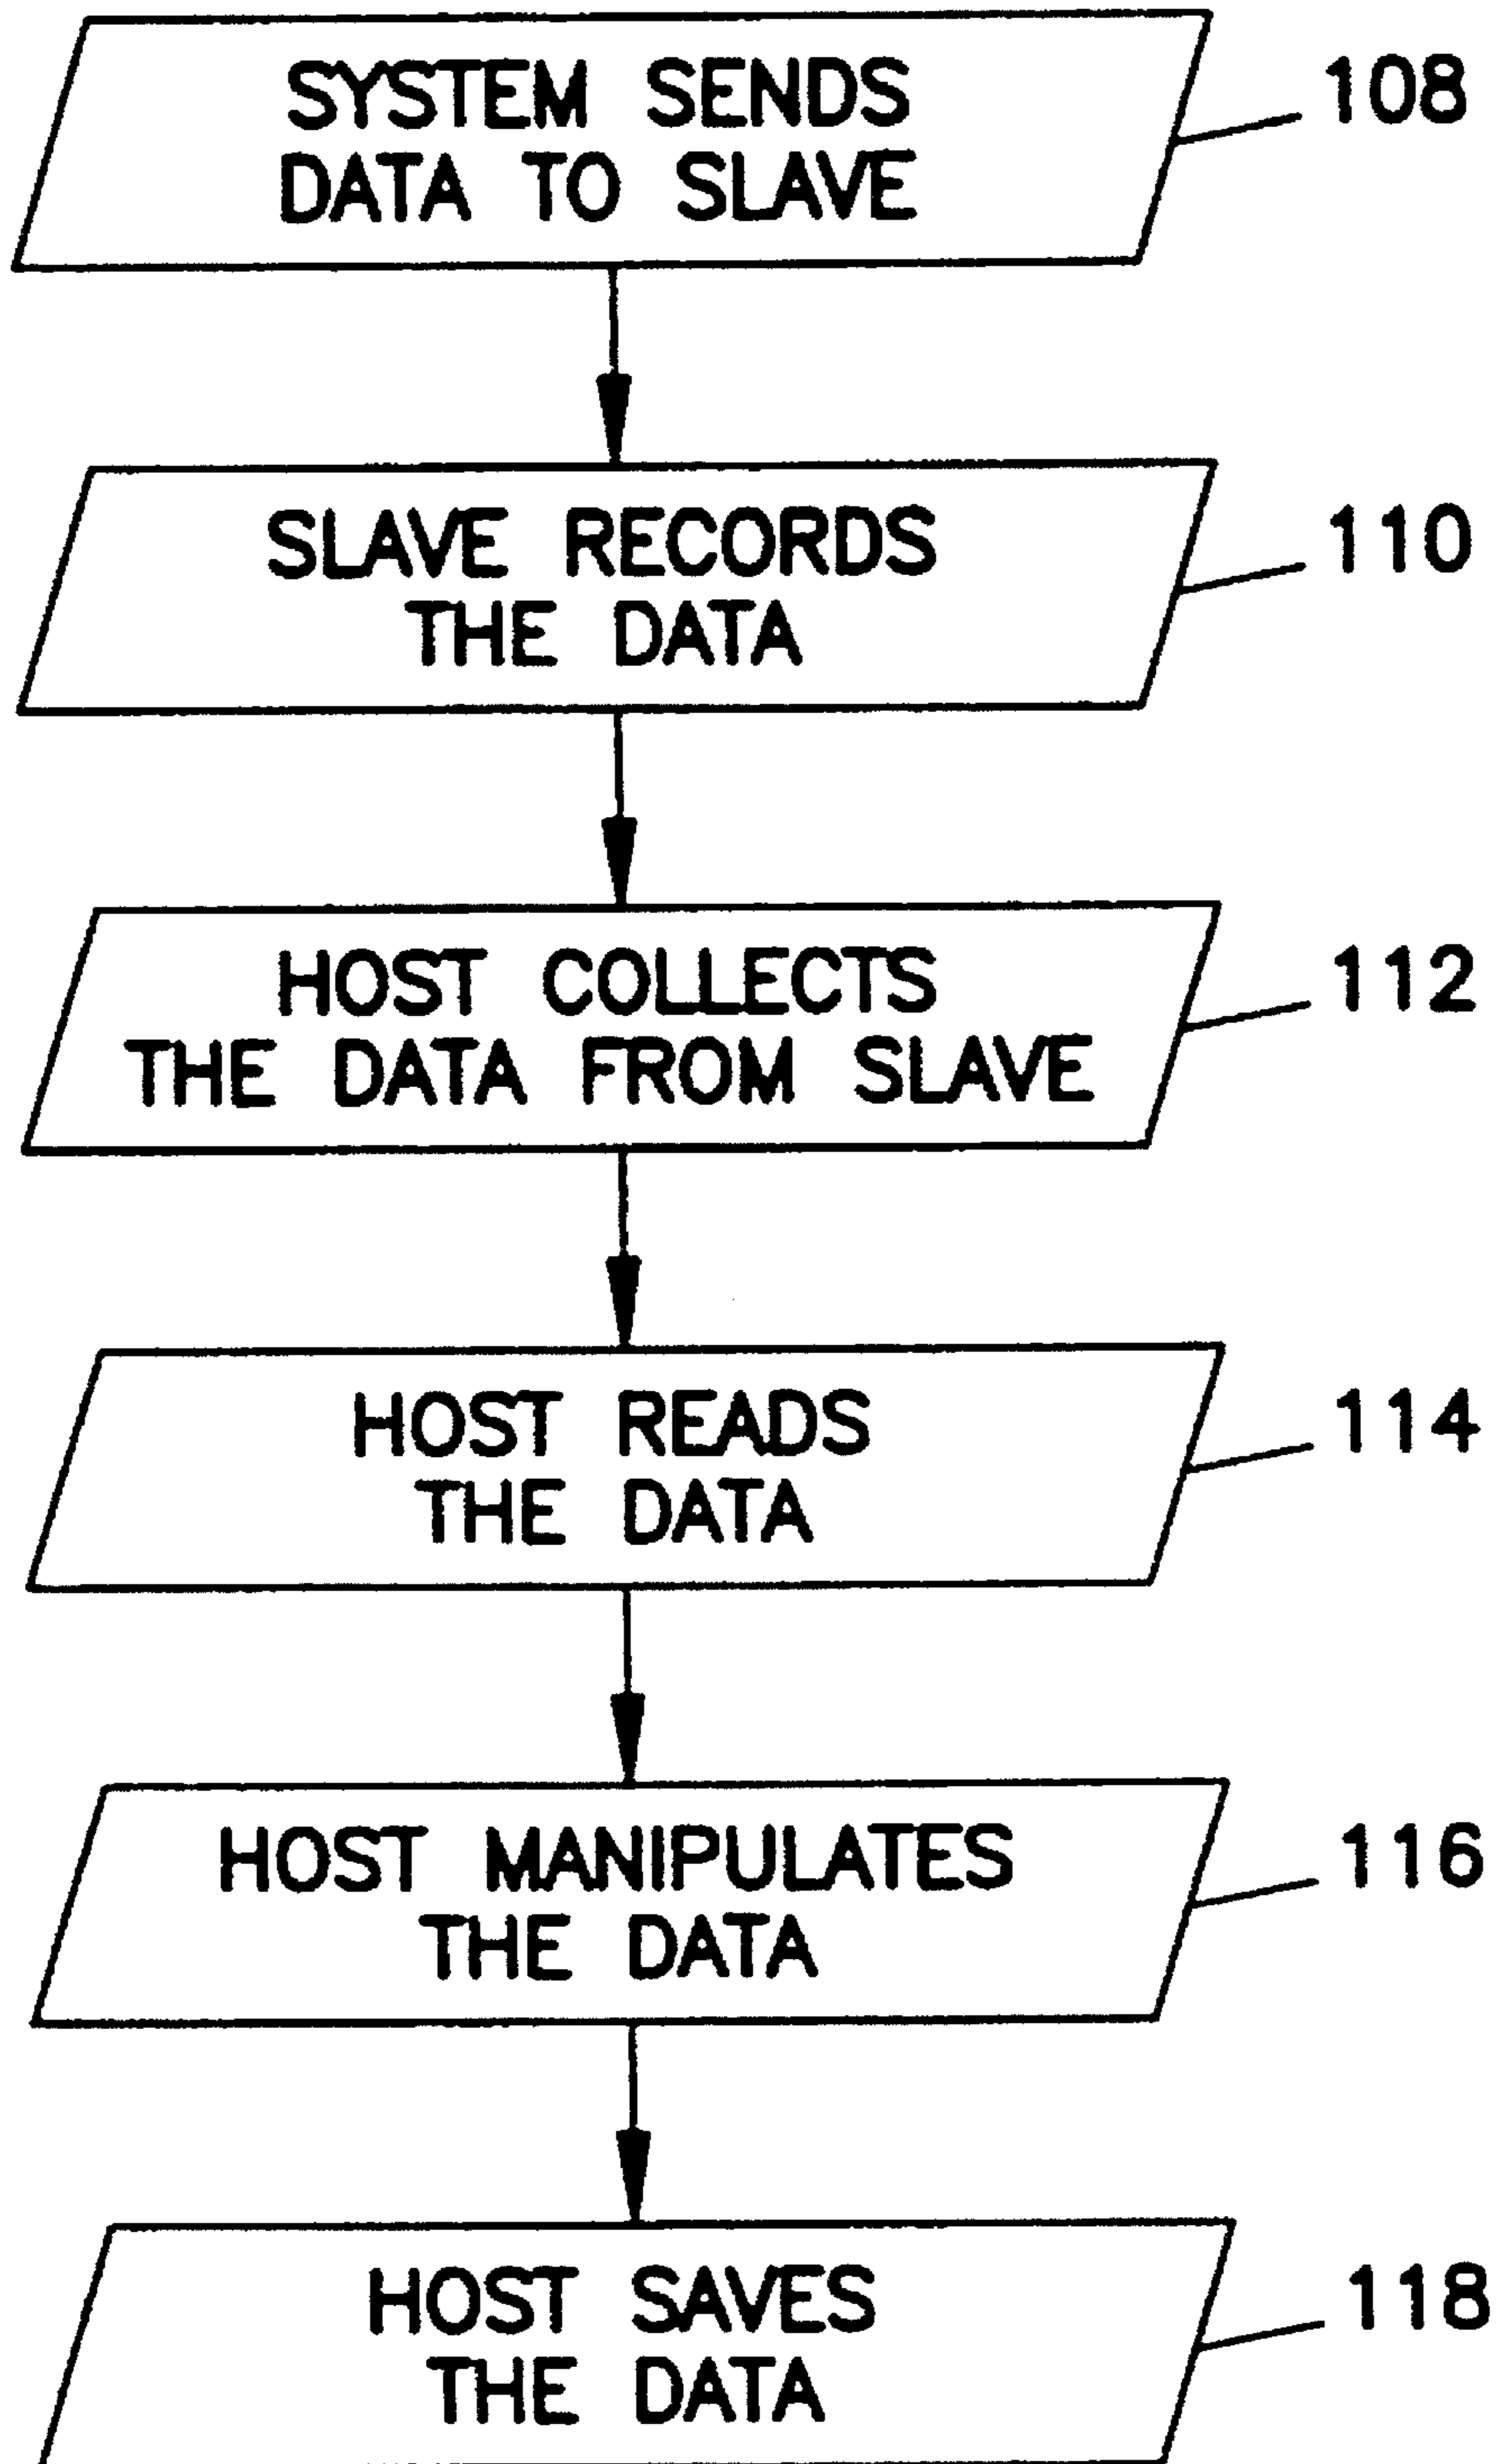 SYSTEM SENDS
DATA TO SLAVE
108
SLAVE RECORDS
THE DATA
110
HOST COLLECTS
THE DATA FROM SLAVE
112
HOST READS
THE DATA
114
HOST MANIPULATES
THE DATA
116
HOST SAVES
THE DATA
118